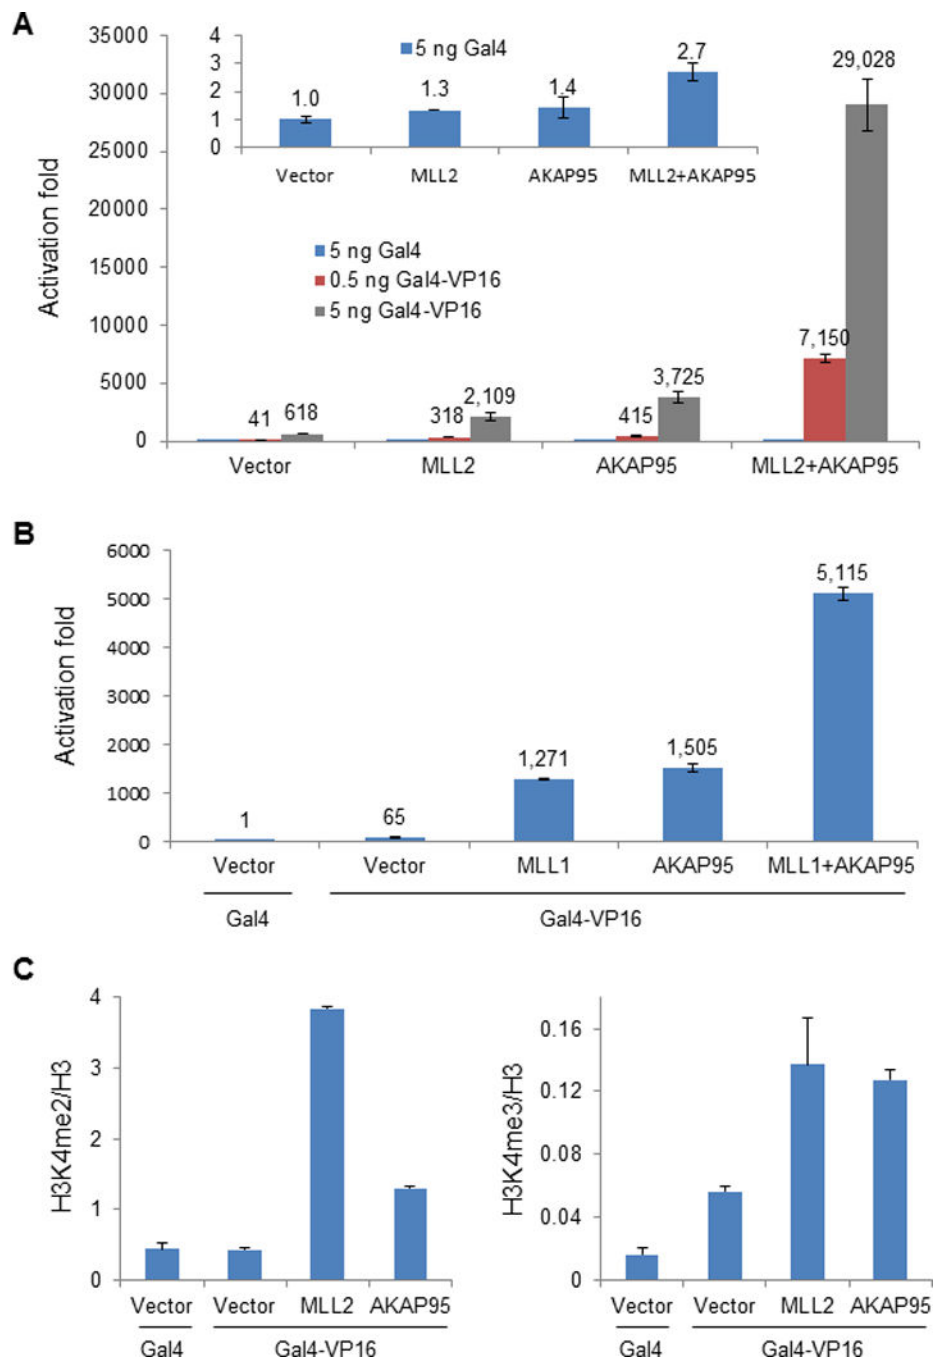 A
Activation fold
35000
30000
25000
20000
15000
10000
5000
0
4
3
2
1
0
5 ng Gal4
1.0
1.3
1.4
2.7
Vector
MLL2
AKAP95
MLL2+AKAP95
5 ng Gal4
0.5 ng Gal4-VP16
5 ng Gal4-VP16
41
618
318
2,109
415
3,725
7,150
29,028
Vector
MLL2
AKAP95
MLL2+AKAP95
B
Activation fold
6000
5000
4000
3000
2000
1000
0
1
65
1,271
1,505
5,115
Vector
Vector
MLL1
AKAP95
MLL1+AKAP95
Gal4
Gal4-VP16
C
H3K4me2/H3
4
3
2
1
0
Vector
Vector
MLL2
AKAP95
Gal4
Gal4-VP16
H3K4me3/H3
0.16
0.12
0.08
0.04
0
Vector
Vector
MLL2
AKAP95
Gal4
Gal4-VP16